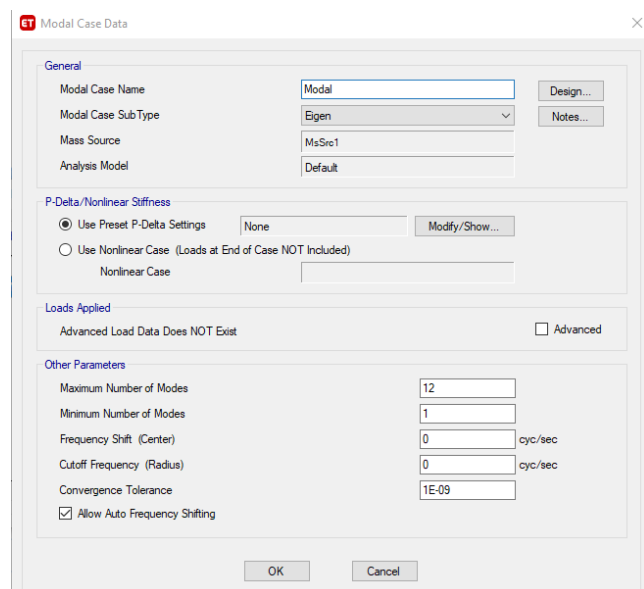 ET Modal Case Data
General
Modal Case Name Modal Design...
Modal Case SubType Eigen Notes...
Mass Source MsSrc1
Analysis Model Default
P-Delta/Nonlinear Stiffness
Use Preset P-Delta Settings None Modify/Show...
Use Nonlinear Case (Loads at End of Case NOT Included)
Nonlinear Case
Loads Applied
Advanced Load Data Does NOT Exist Advanced
Other Parameters
Maximum Number of Modes 12
Minimum Number of Modes 1
Frequency Shift (Center) 0 cyc/sec
Cutoff Frequency (Radius) 0 cyc/sec
Convergence Tolerance 1E-09
Allow Auto Frequency Shifting
OK Cancel